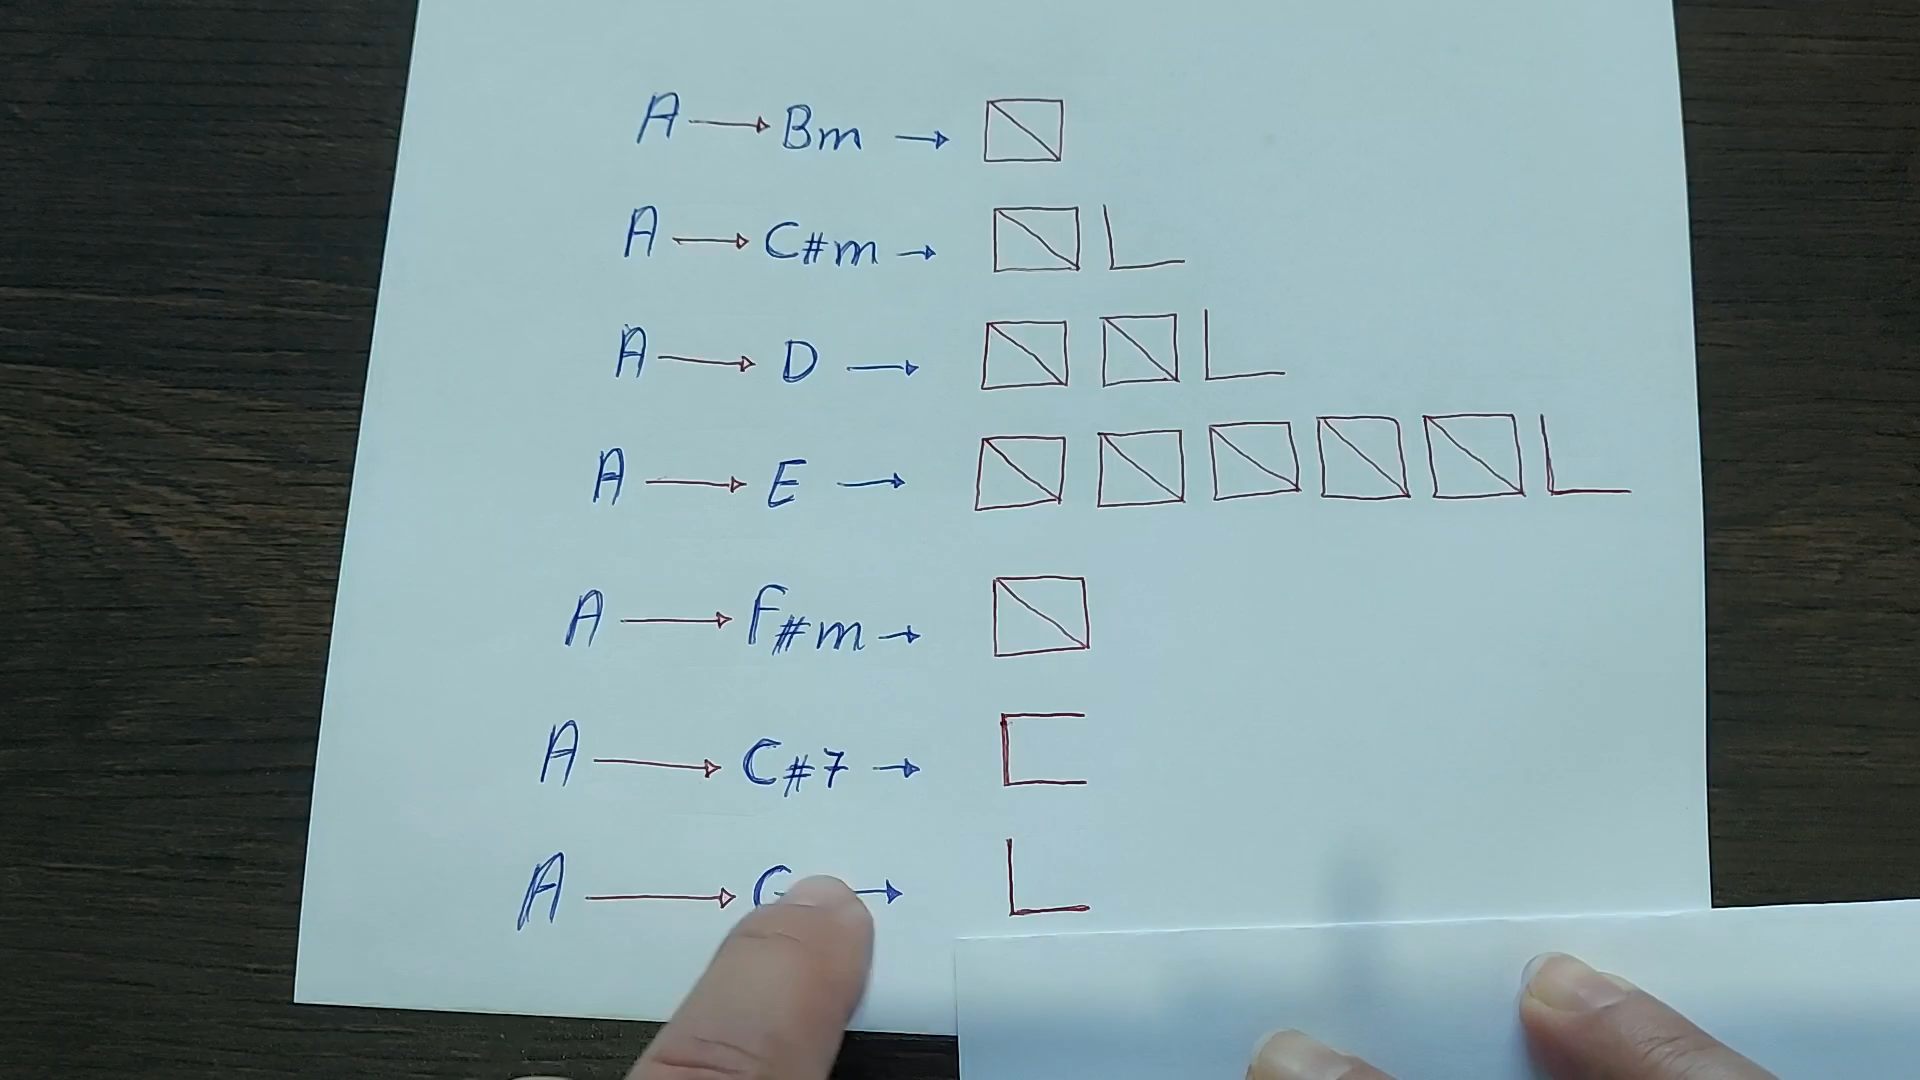 A → Bm →
A → C#m →
A → D →
A → E →
A → F#m →
A → C#7 →
A → →